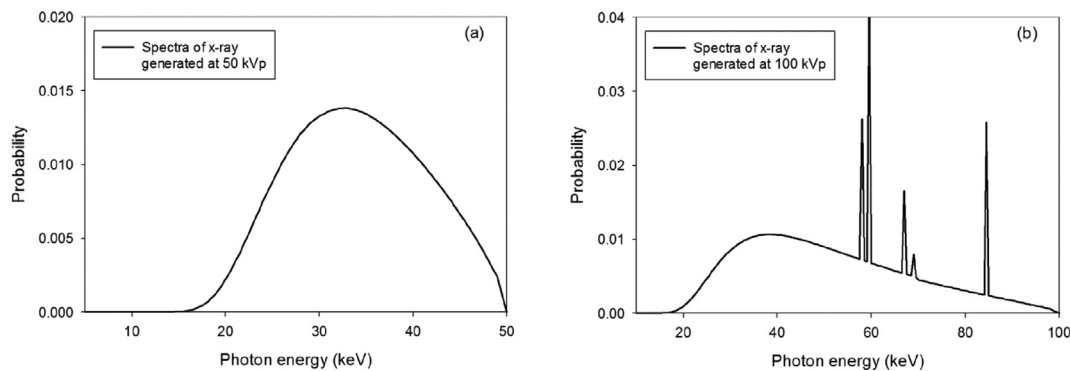 (a)
Spectra of x-ray
generated at 50 kVp
0.020
0.015
0.010
0.005
0.000
Probability
10 20 30 40 50
Photon energy (keV)
(b)
Spectra of x-ray
generated at 100 kVp
0.04
0.03
0.02
0.01
0.00
Probability
20 40 60 80 100
Photon energy (keV)